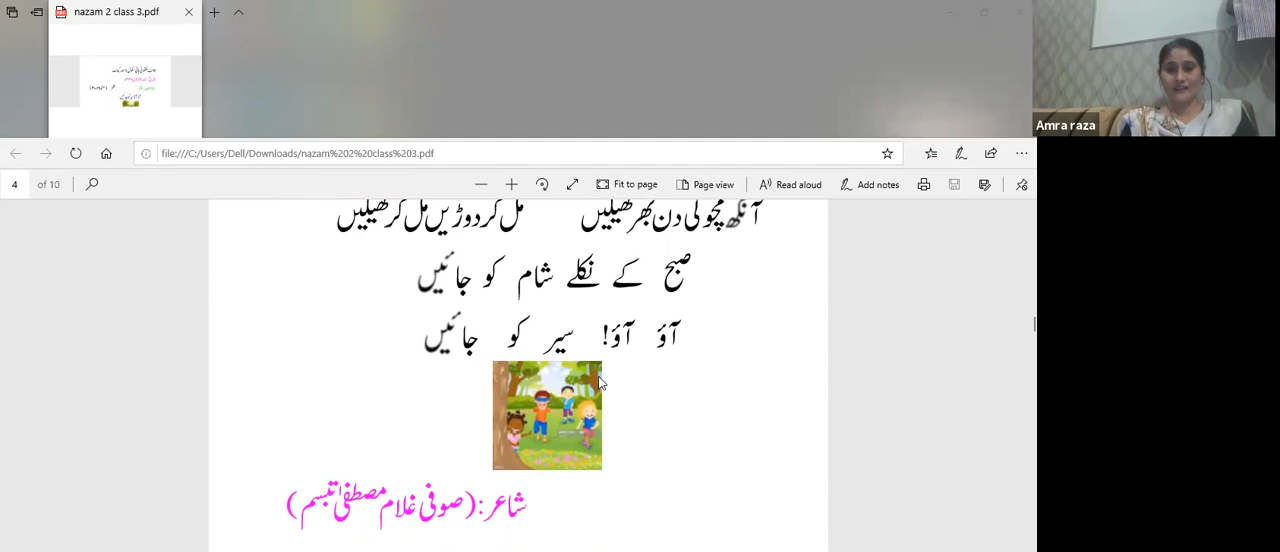 nazam 2 class 3.pdf
Amra raza
file:///C:/Users/Dell/Downloads/nazam%202%20class%203.pdf
4 of 10 Fit to page Page view Read aloud Add notes
آنکھ مچولی دن بھر کھیلیں مل کر دوڑیں مل کر کھیلیں
صبح کے نکلے شام کو جائیں
آؤ آؤ! سیر کو جائیں
شاعر: (صوفی غلام مصطفیٰ تبسم)